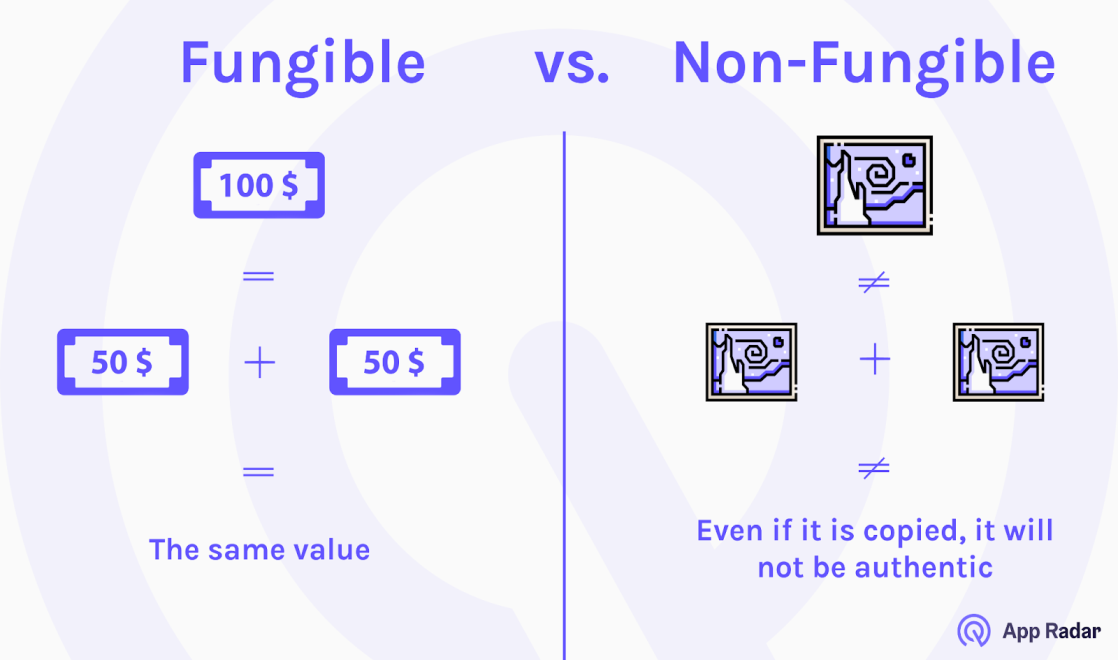 Fungible vs. Non-Fungible
100 $
=
50 $ + 50 $
=
The same value
≠
+
≠
Even if it is copied, it will
not be authentic
App Radar